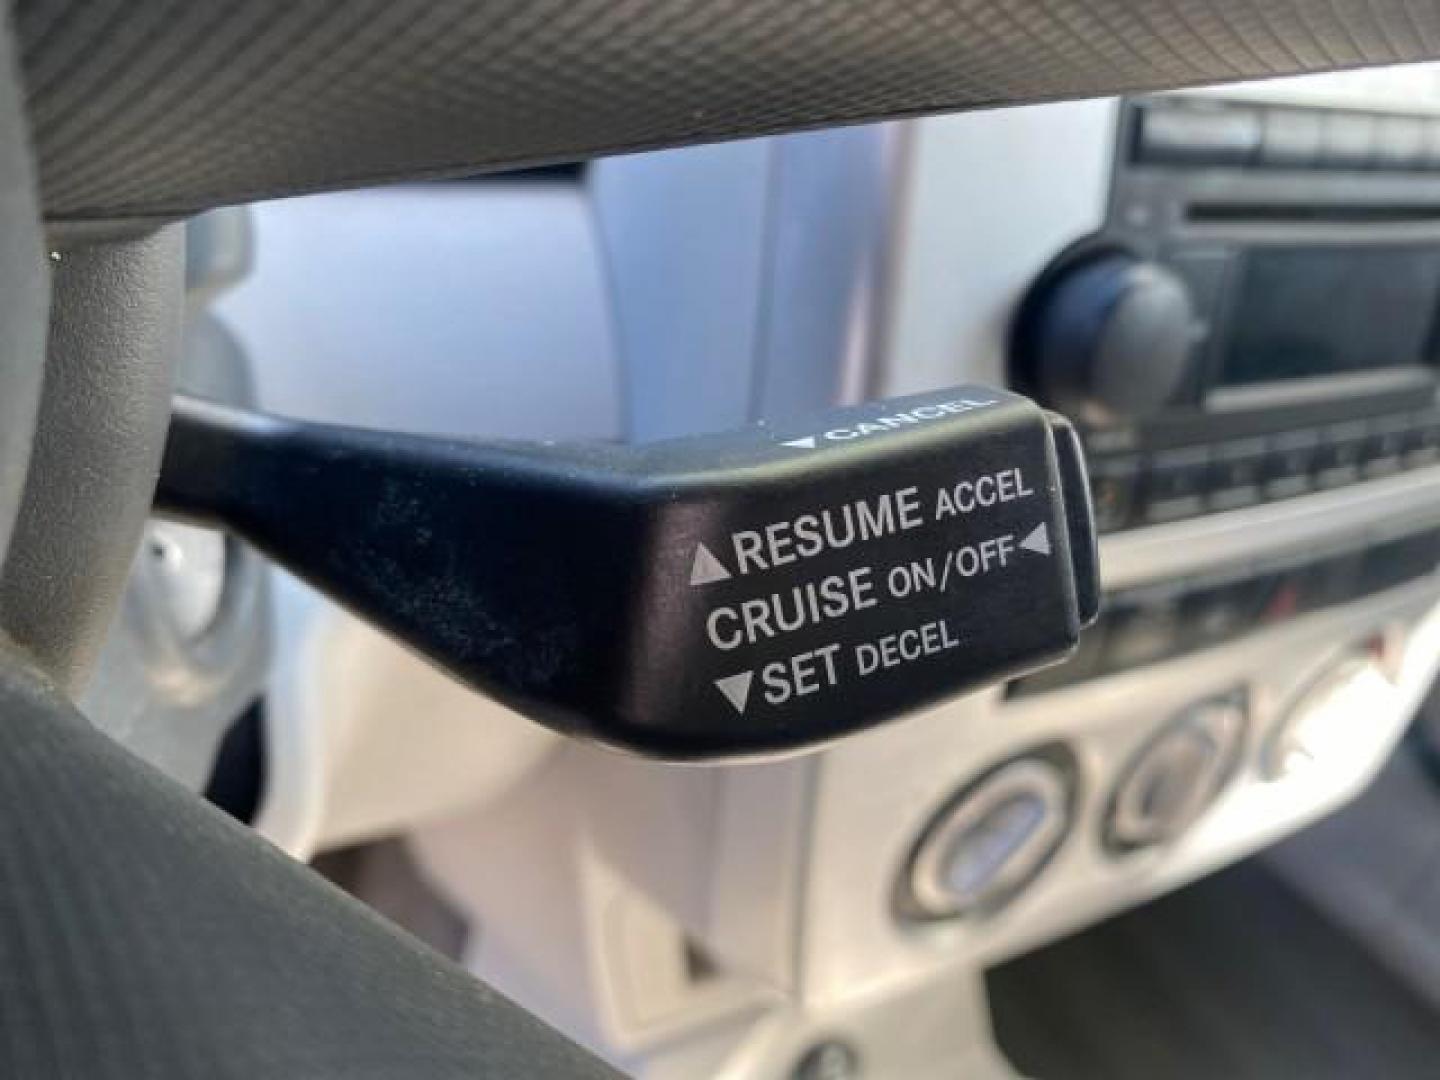 ▼CANCEL
▲RESUME ACCEL
CRUISE ON/OFF◀
▼SET DECEL